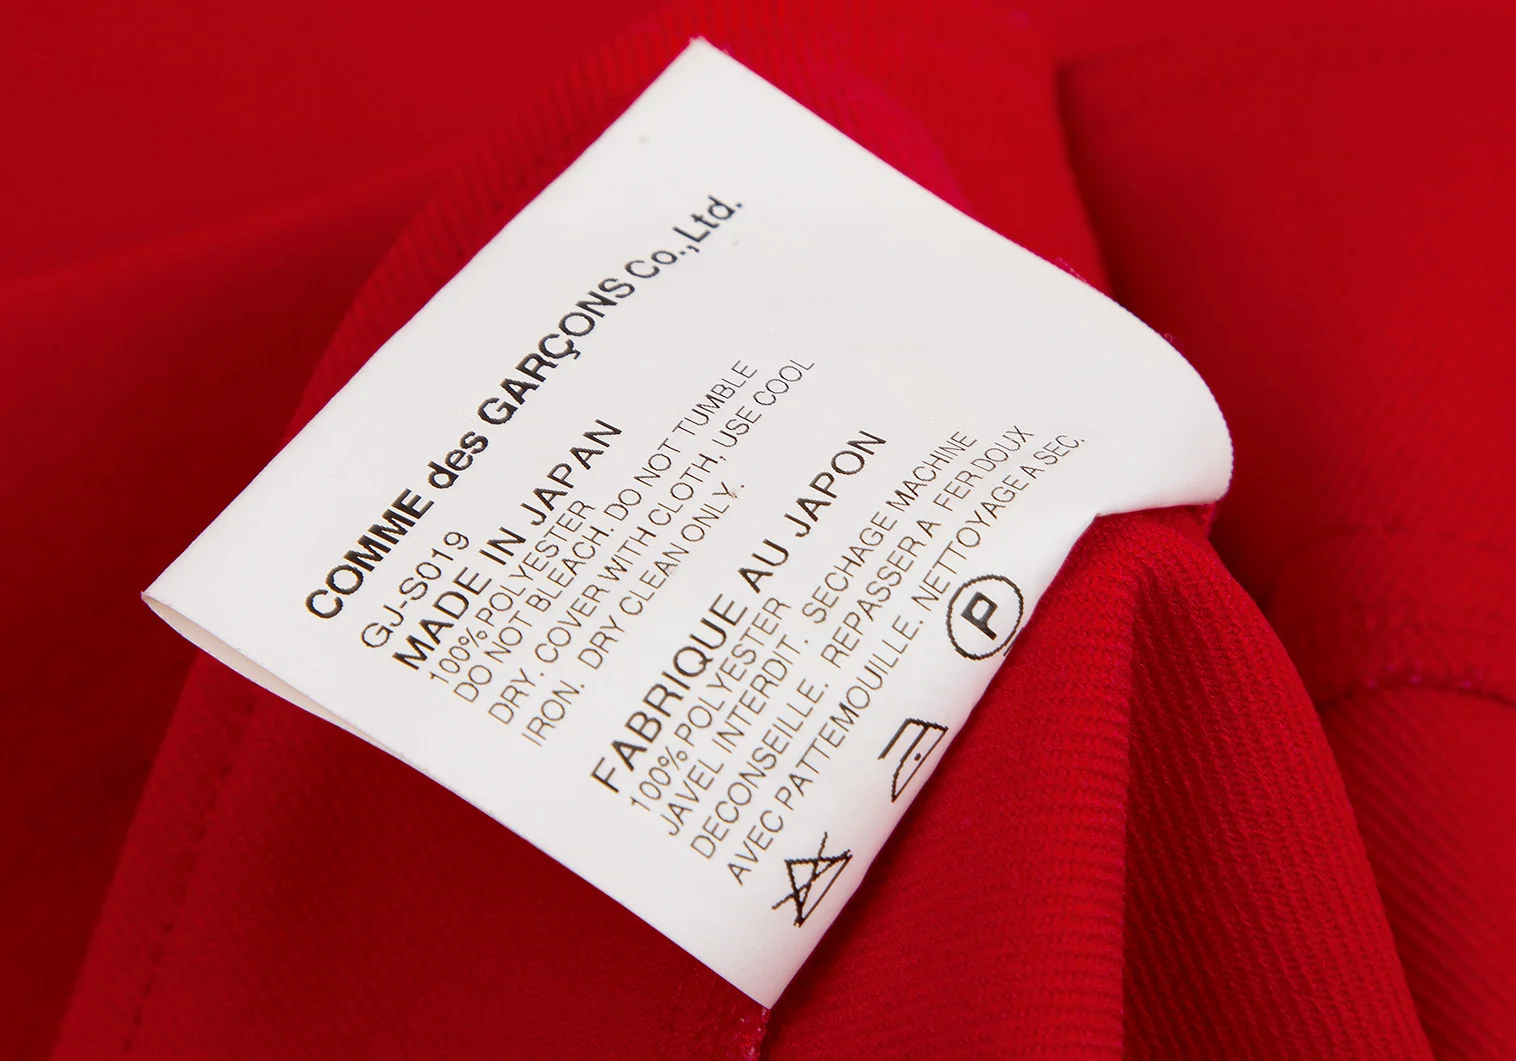 COMME des GARÇONS Co.,Ltd.
GJ-S019
MADE IN JAPAN
100% POLYESTER
DO NOT BLEACH. DO NOT TUMBLE
DRY. COVER WITH CLOTH, USE COOL
IRON. DRY CLEAN ONLY.
FABRIQUE AU JAPON
100% POLYESTER
JAVEL INTERDIT. SECHAGE MACHINE
DECONSEILLE. REPASSER A FER DOUX
AVEC PATTEMOUILLE. NETTOYAGE A SEC.
P